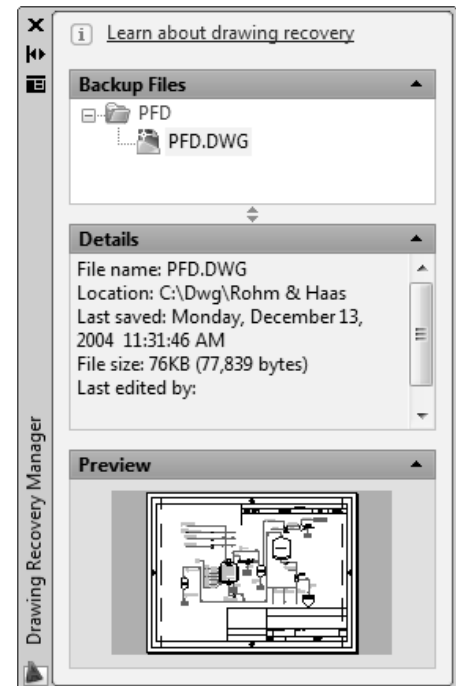 Learn about drawing recovery
Backup Files
PFD
PFD.DWG
Details
File name: PFD.DWG
Location: C:\Dwg\Rohm & Haas
Last saved: Monday, December 13,
2004 11:31:46 AM
File size: 76KB (77,839 bytes)
Last edited by:
Preview
Drawing Recovery Manager